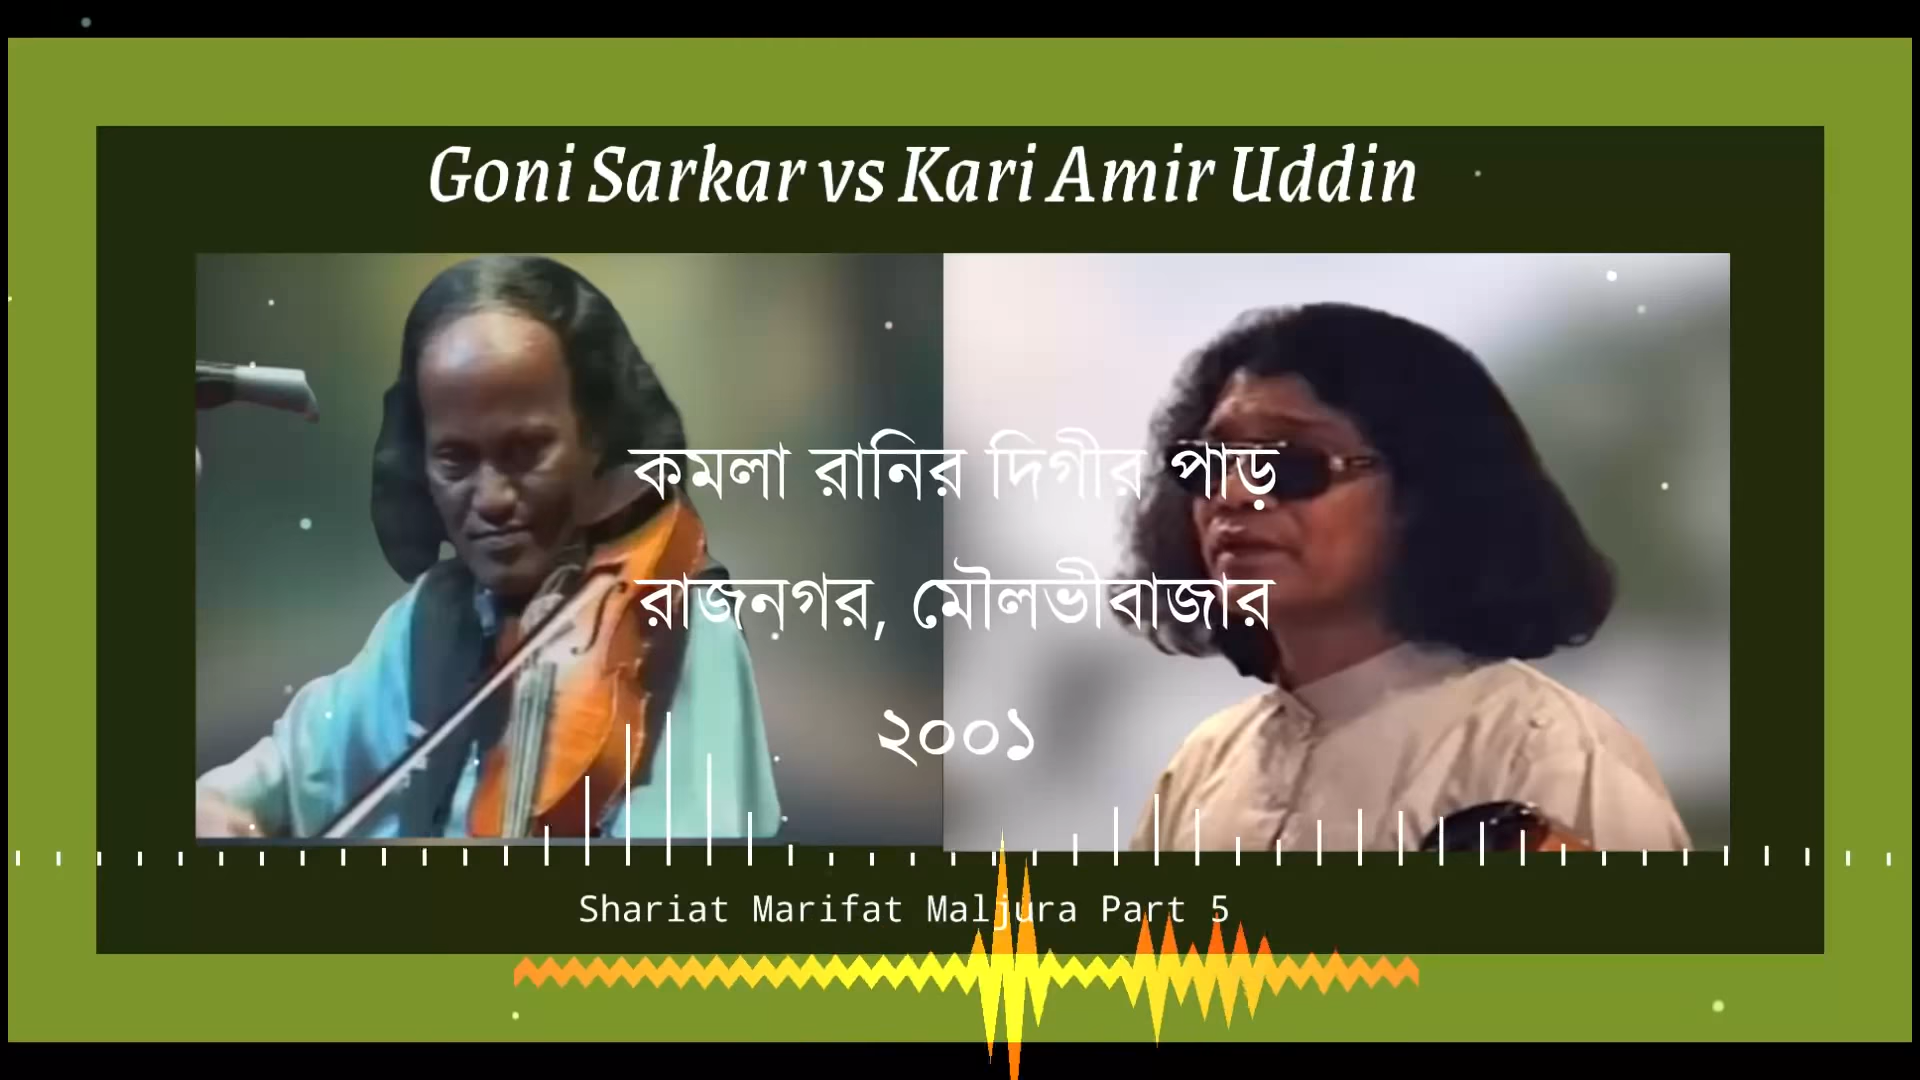 Goni Sarkar vs Kari Amir Uddin
কমলা রানির দিগীর পাড়
রাজনগর, মৌলভীবাজার
২০০১
Shariat Marifat Maljura Part 5